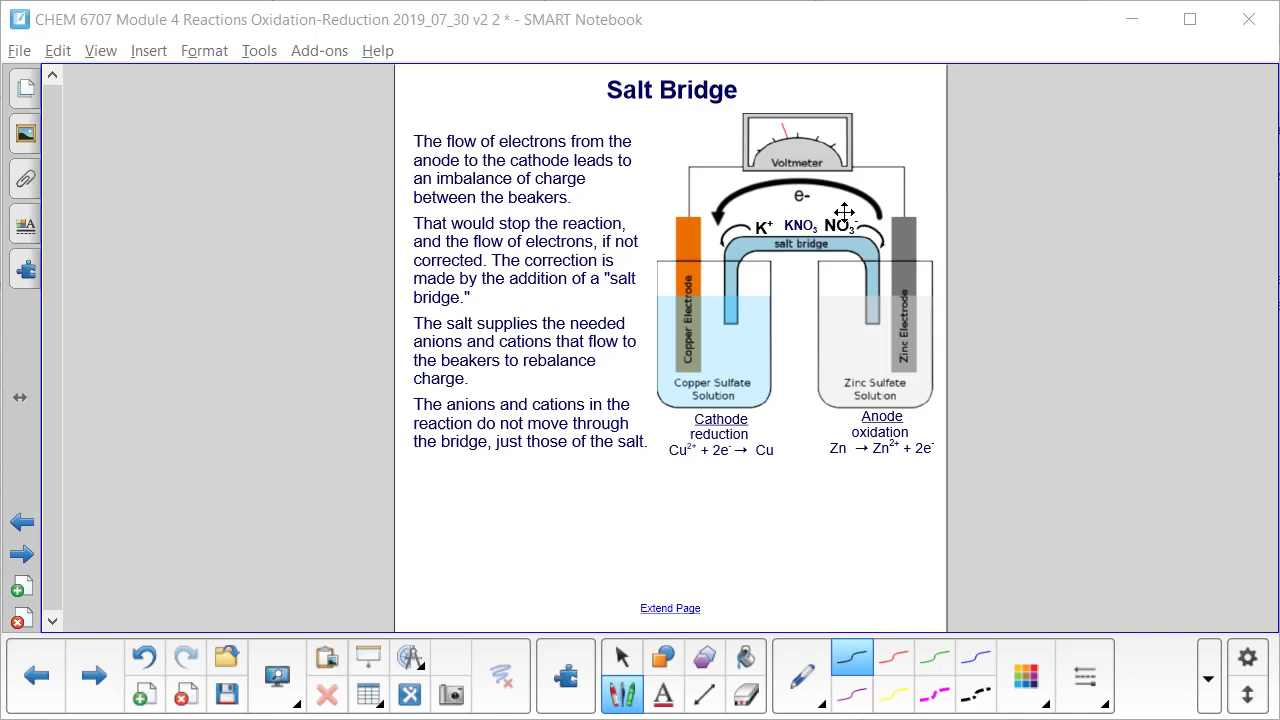 CHEM 6707 Module 4 Reactions Oxidation-Reduction 2019_07_30 v2 2 * - SMART Notebook
File Edit View Insert Format Tools Add-ons Help
Salt Bridge
The flow of electrons from the
anode to the cathode leads to
an imbalance of charge
between the beakers.
That would stop the reaction,
and the flow of electrons, if not
corrected. The correction is
made by the addition of a "salt
bridge."
The salt supplies the needed
anions and cations that flow to
the beakers to rebalance
charge.
The anions and cations in the
reaction do not move through
the bridge, just those of the salt.
Voltmeter
e-
K⁺ KNO₃ NO₃⁻
salt bridge
Copper Electrode
Zinc Electrode
Copper Sulfate
Solution
Zinc Sulfate
Solution
Cathode
reduction
Cu²⁺ + 2e⁻ → Cu
Anode
oxidation
Zn → Zn²⁺ + 2e⁻
Extend Page